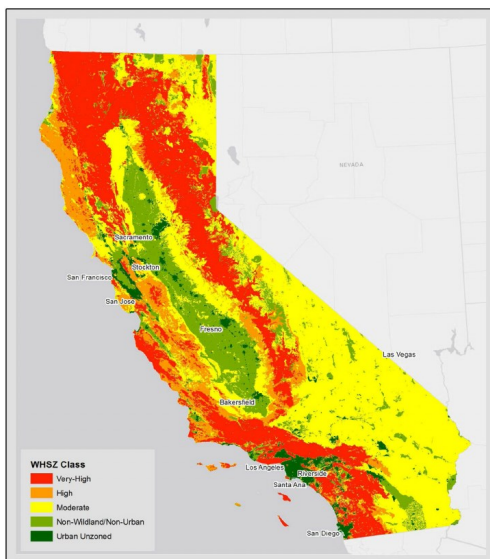 NEVADA
Sacramento
Stockton
San Francisco
San Jose
Fresno
Las Vegas
Bakersfield
Los Angeles
Riverside
Santa Ana
San Diego
WHSZ Class
Very-High
High
Moderate
Non-Wildland/Non-Urban
Urban Unzoned